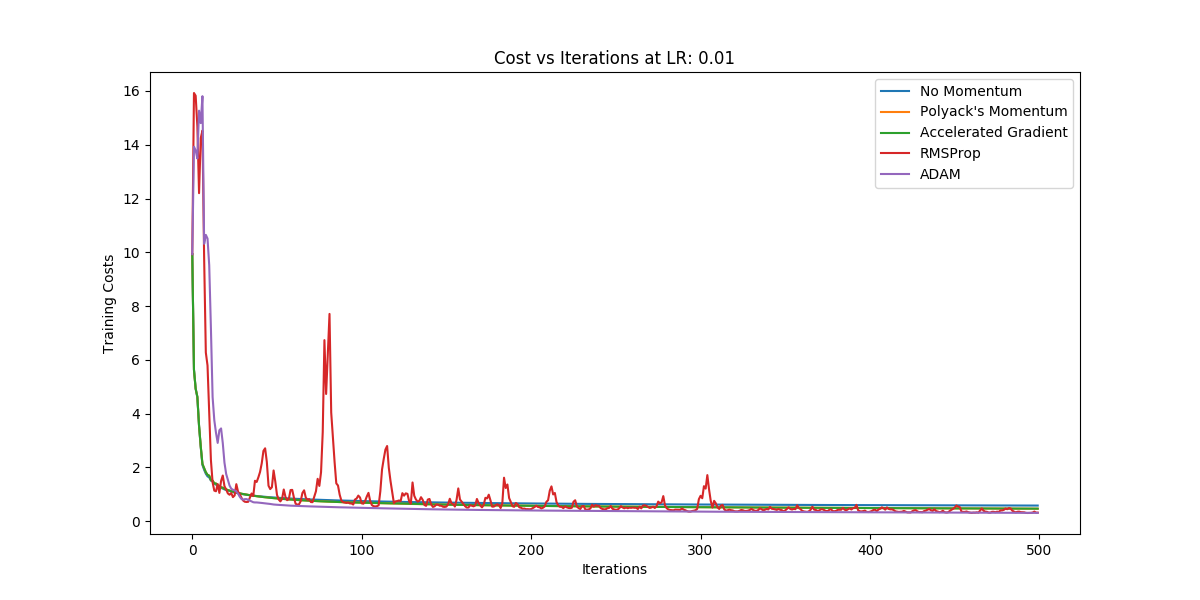 Cost vs Iterations at LR: 0.01
No Momentum
Polyack's Momentum
Accelerated Gradient
RMSProp
ADAM
Training Costs
16
14
12
10
8
6
4
2
0
0 100 200 300 400 500
Iterations